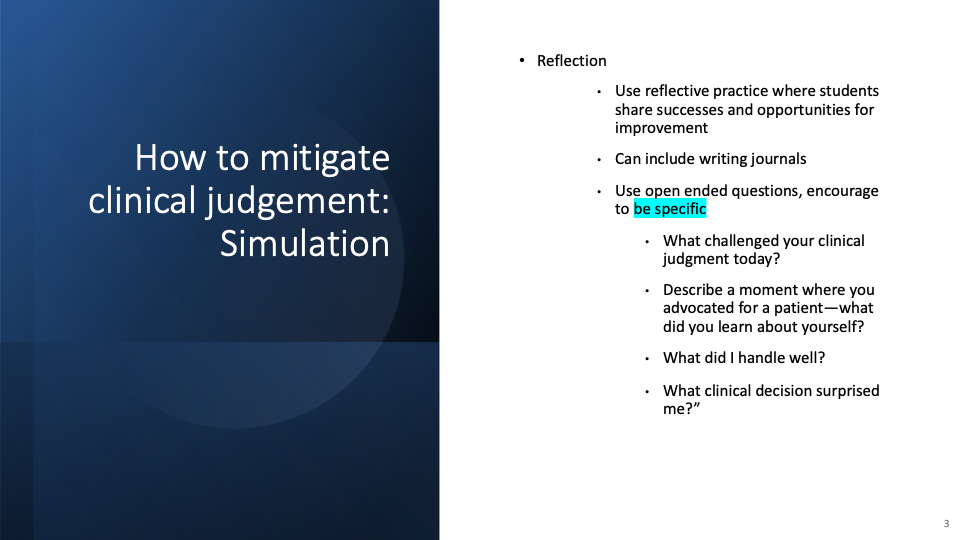 How to mitigate
clinical judgement:
Simulation
• Reflection
• Use reflective practice where students
share successes and opportunities for
improvement
• Can include writing journals
• Use open ended questions, encourage
to be specific
• What challenged your clinical
judgment today?
• Describe a moment where you
advocated for a patient—what
did you learn about yourself?
• What did I handle well?
• What clinical decision surprised
me?”
3